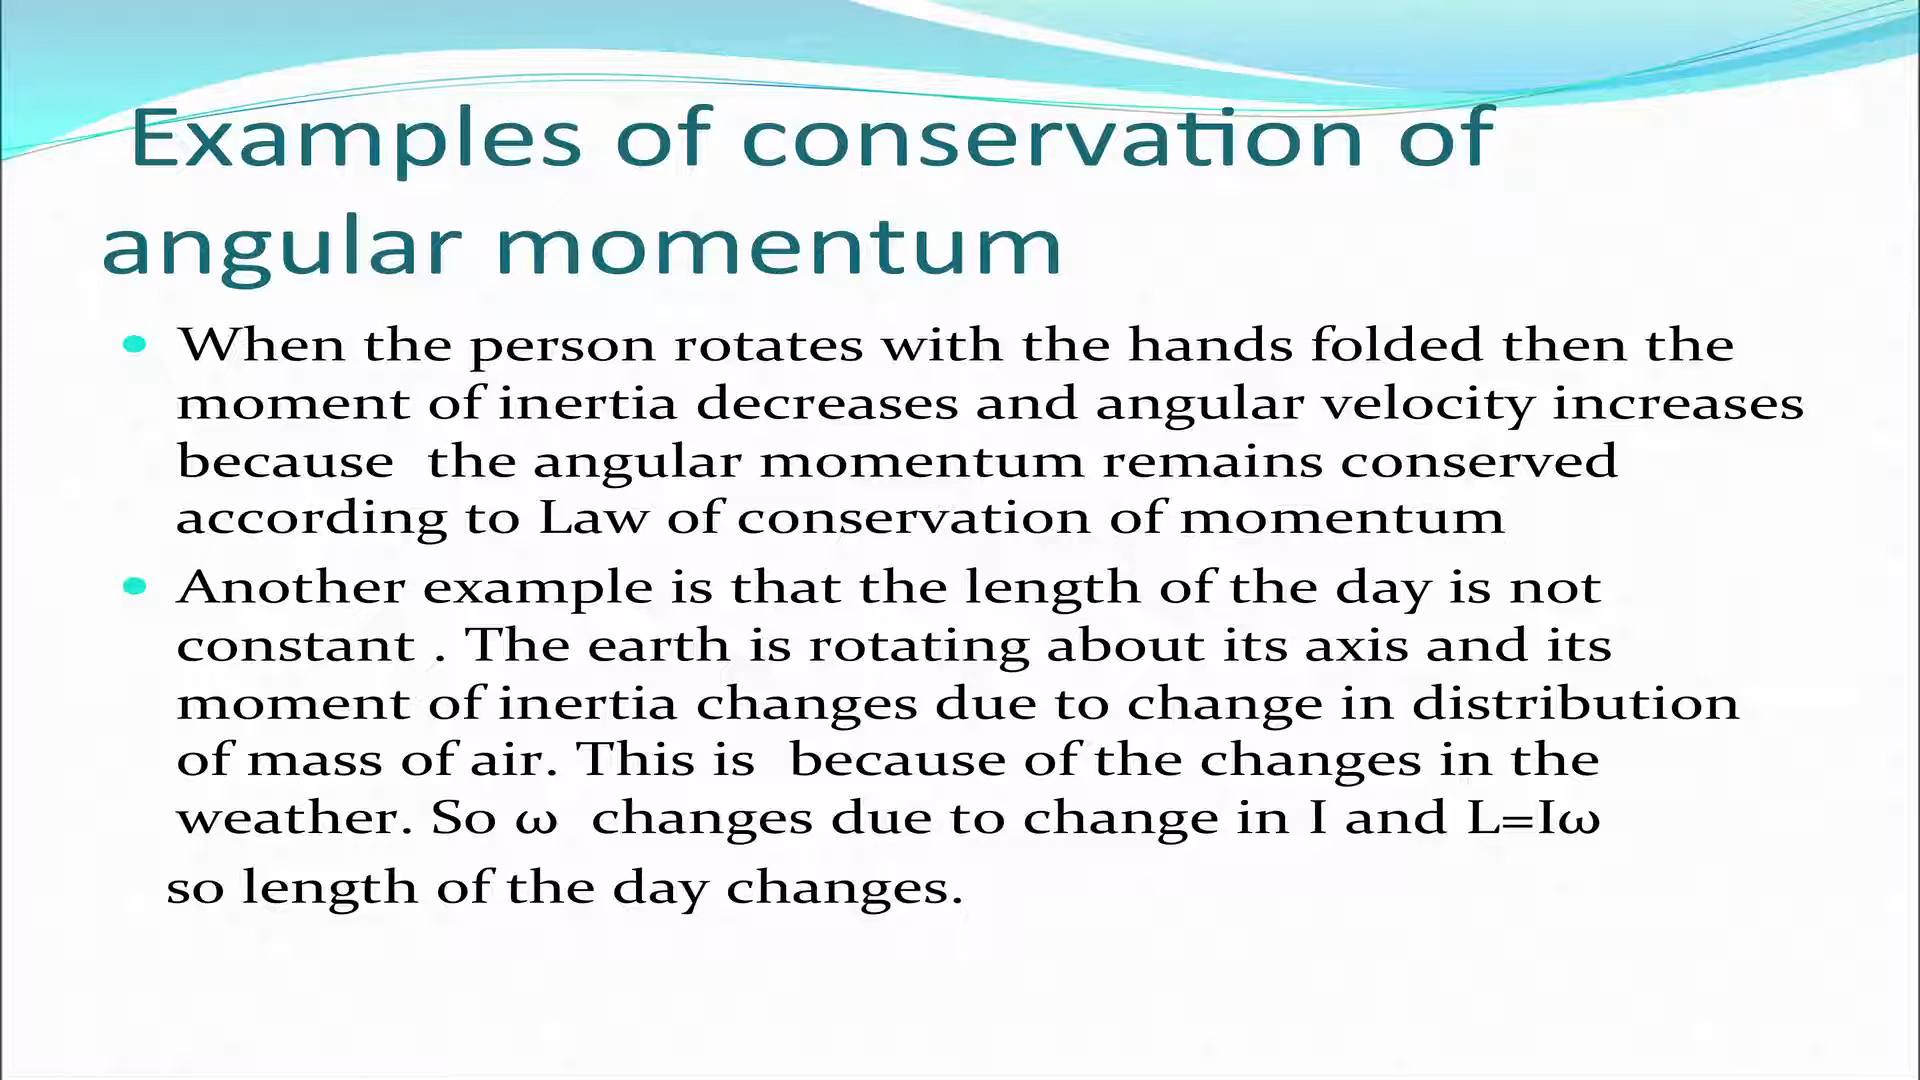 Examples of conservation of
angular momentum
• When the person rotates with the hands folded then the
moment of inertia decreases and angular velocity increases
because the angular momentum remains conserved
according to Law of conservation of momentum
• Another example is that the length of the day is not
constant . The earth is rotating about its axis and its
moment of inertia changes due to change in distribution
of mass of air. This is because of the changes in the
weather. So ω changes due to change in I and L=Iω
so length of the day changes.